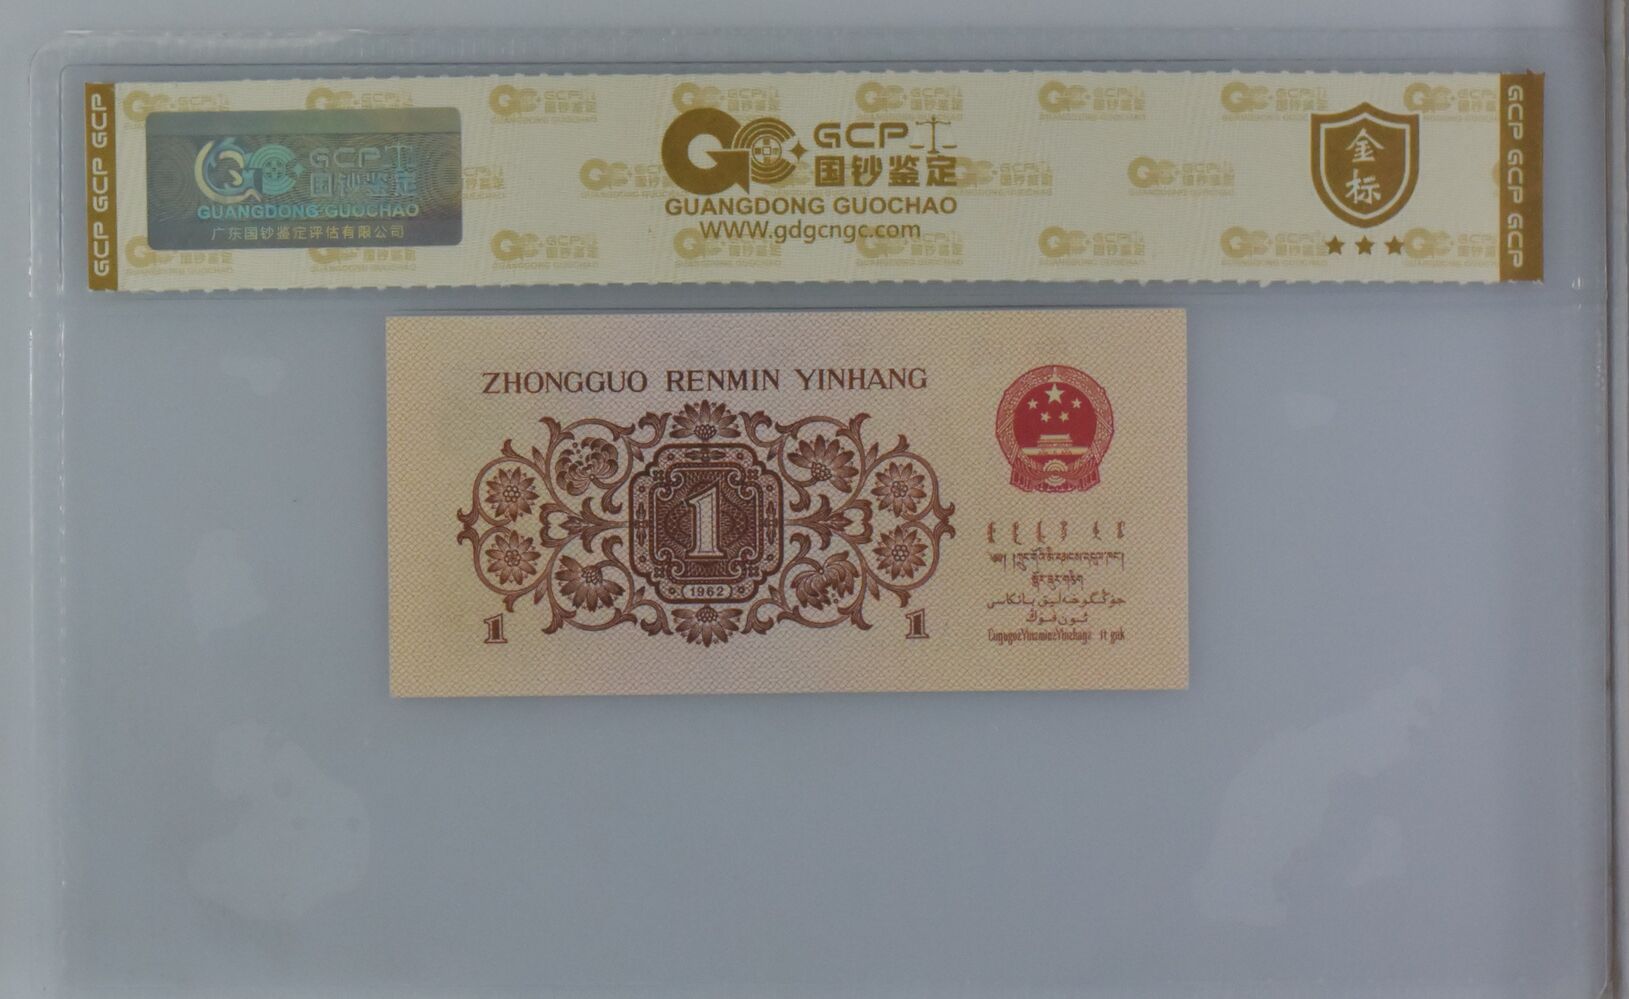 GCP GCP GCP
GCP 国钞鉴定
GUANGDONG GUOCHAO
广东国钞鉴定评估有限公司
GCP
国钞鉴定
GUANGDONG GUOCHAO
WWW.gdgcngc.com
金标
GCP GCP GCP GCP
ZHONGGUO RENMIN YINHANG
1
1962
1
1